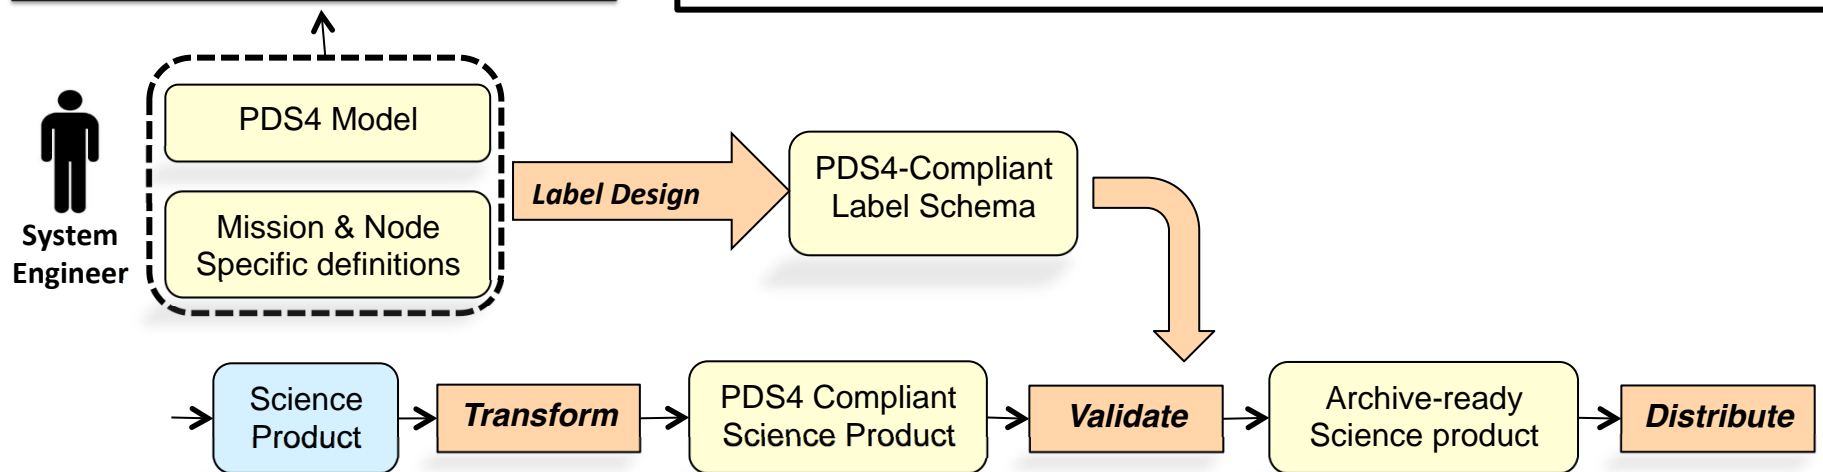 PDS4 Model
System
Engineer
Mission & Node
Specific definitions
Label Design
PDS4-Compliant
Label Schema
Science
Product
Transform
PDS4 Compliant
Science Product
Validate
Archive-ready
Science product
Distribute